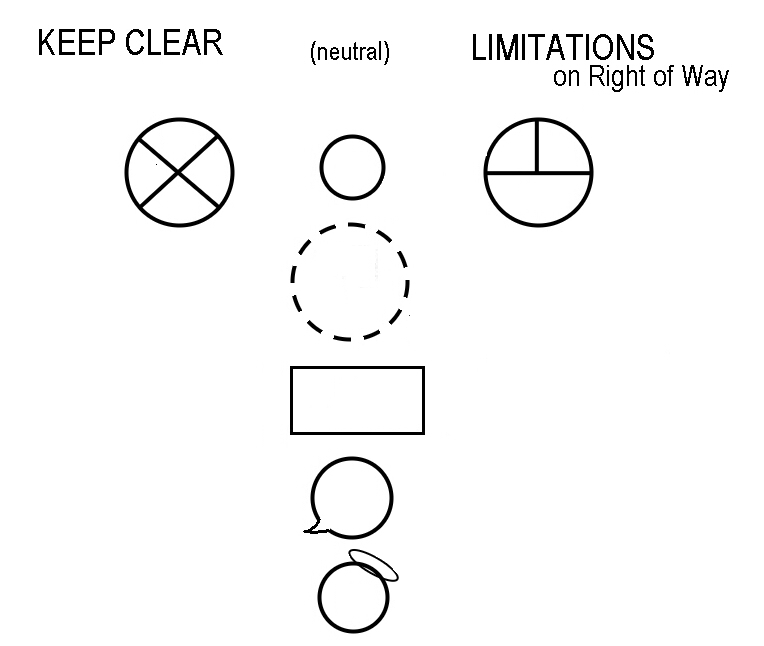 KEEP CLEAR
(neutral)
LIMITATIONS
on Right of Way